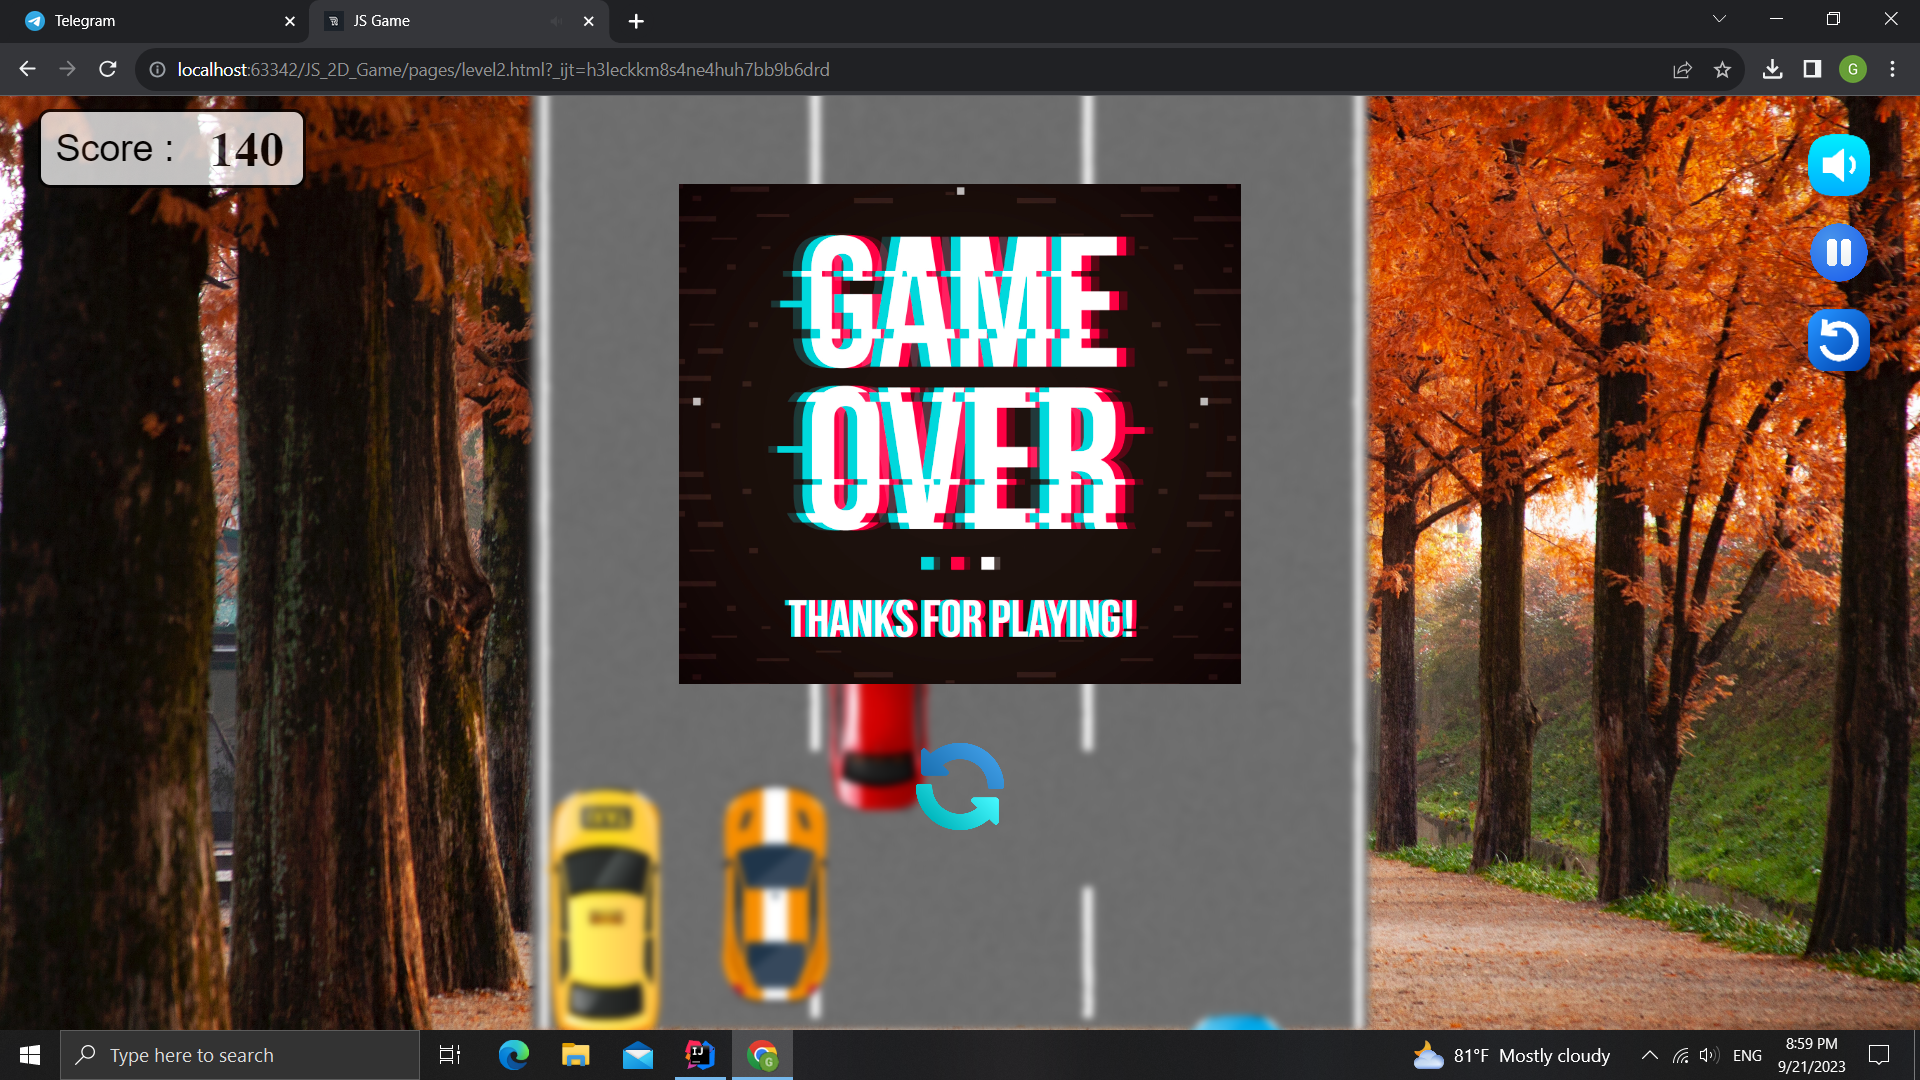 Telegram
JS Game
localhost:63342/JS_2D_Game/pages/level2.html?_ijt=h3leckkm8s4ne4huh7bb9b6drd
G
Score : 140
GAME
OVER
THANKS FOR PLAYING!
Type here to search
IJ
G
81°F Mostly cloudy
ENG
8:59 PM
9/21/2023